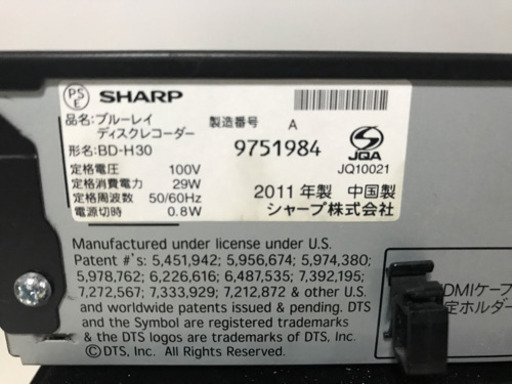 PS
E
SHARP
品名:ブルーレイ
ディスクレコーダー
製造番号 A
形名:BD-H30
9751984
JQA
JQ10021
定格電圧 100V
定格消費電力 29W
定格周波数 50/60Hz
電源切時 0.8W
2011年製 中国製
シャープ株式会社
Manufactured under license under U.S.
Patent #'s: 5,451,942; 5,956,674; 5,974,380;
5,978,762; 6,226,616; 6,487,535; 7,392,195;
7,272,567; 7,333,929; 7,212,872 & other U.S.
and worldwide patents issued & pending. DTS
and the Symbol are registered trademarks
& the DTS logos are trademarks of DTS, Inc.
©DTS, Inc. All Rights Reserved.
HDMIケーブ
定ホルダー